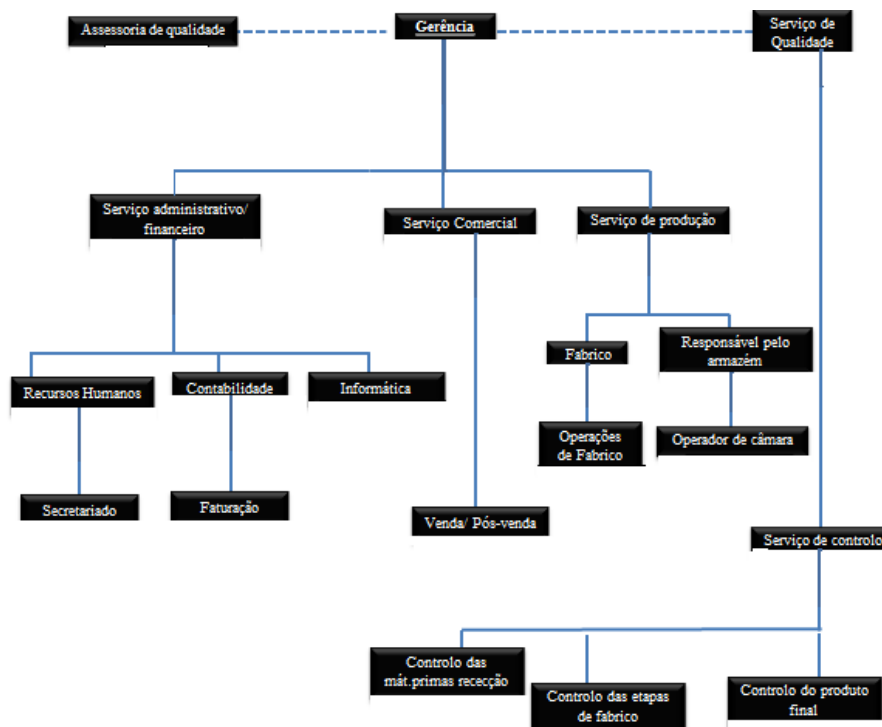 Assessoria de qualidade
Gerência
Serviço de
Qualidade
Serviço administrativo/
financeiro
Serviço Comercial
Serviço de produção
Fabrico
Responsável pelo
armazém
Recursos Humanos
Contabilidade
Informática
Operações
de Fabrico
Operador de câmara
Secretariado
Faturação
Venda/ Pós-venda
Serviço de controlo
Controlo das
mát.primas rececção
Controlo das etapas
de fabrico
Controlo do produto
final